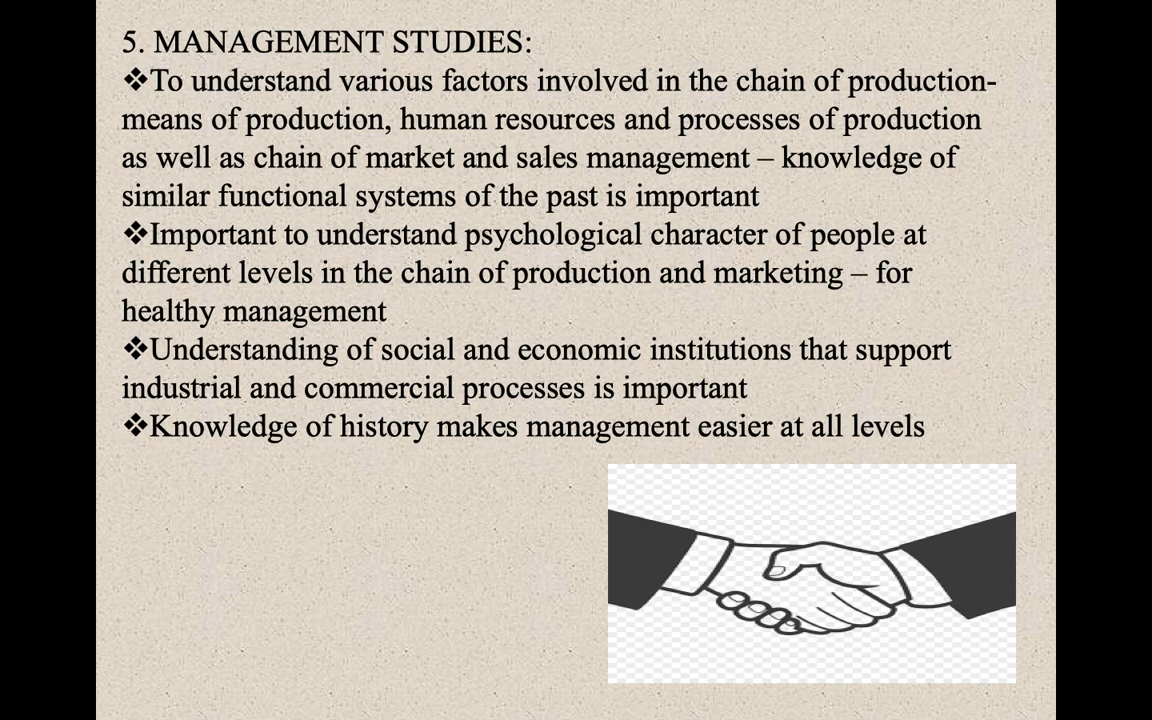 5. MANAGEMENT STUDIES:
❖To understand various factors involved in the chain of production-
means of production, human resources and processes of production
as well as chain of market and sales management – knowledge of
similar functional systems of the past is important
❖Important to understand psychological character of people at
different levels in the chain of production and marketing – for
healthy management
❖Understanding of social and economic institutions that support
industrial and commercial processes is important
❖Knowledge of history makes management easier at all levels